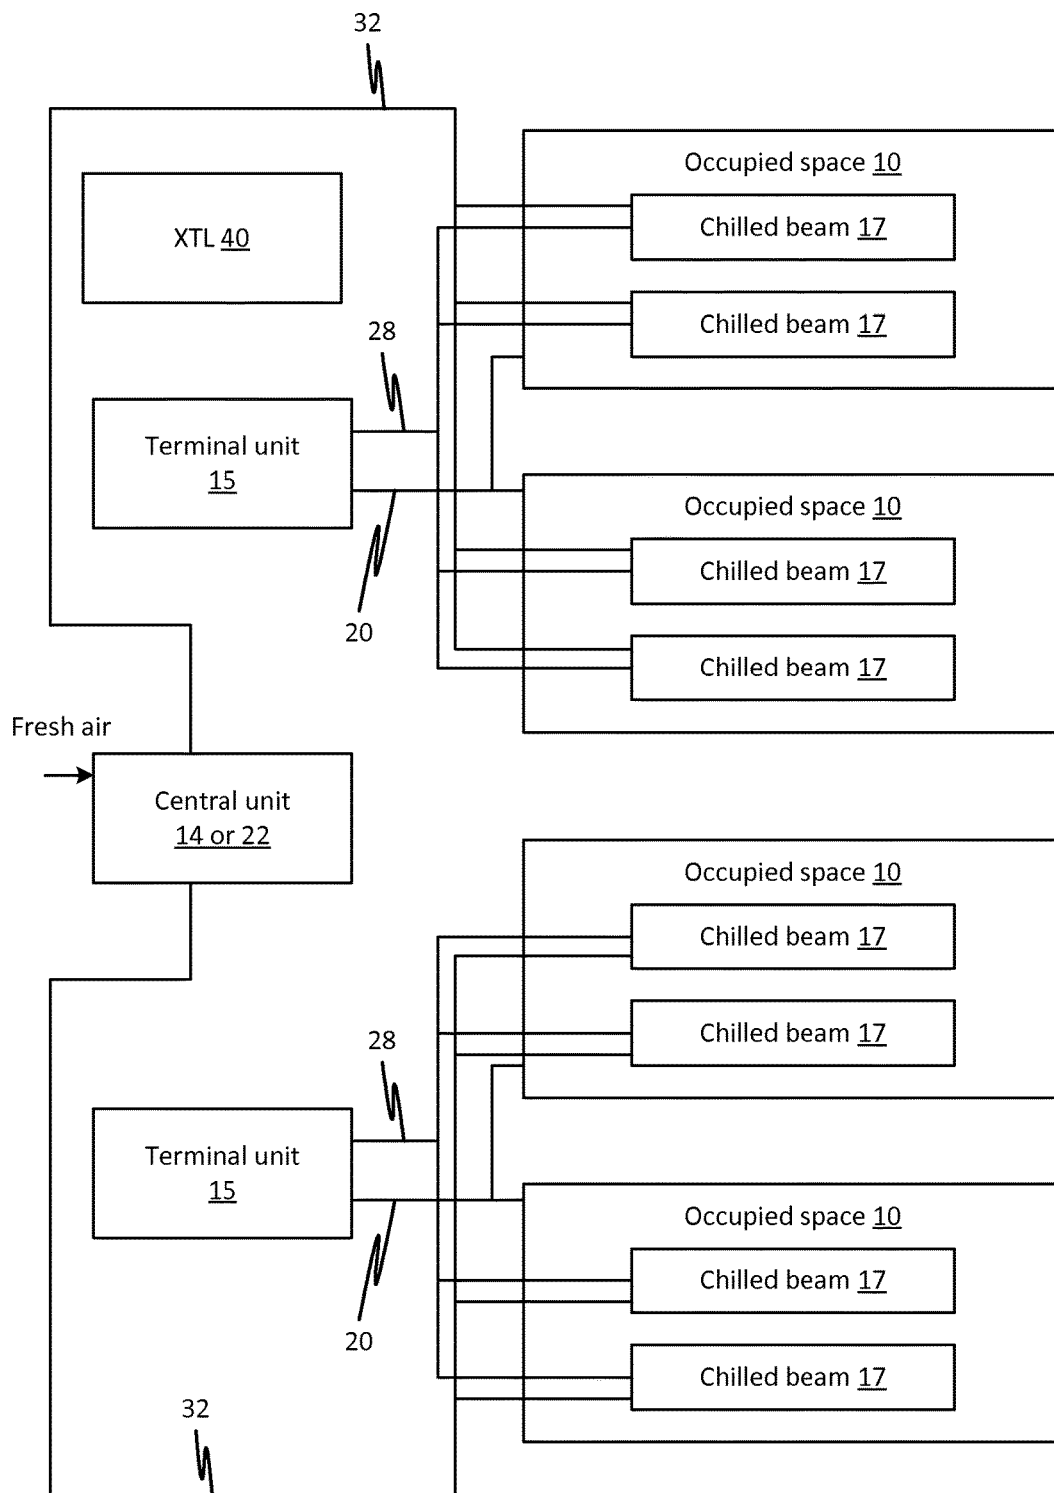 32
Occupied space 10
Chilled beam 17
XTL 40
Chilled beam 17
28
Terminal unit
15
Occupied space 10
Chilled beam 17
20
Chilled beam 17
Fresh air
Central unit
14 or 22
Occupied space 10
Chilled beam 17
Chilled beam 17
28
Terminal unit
15
Occupied space 10
Chilled beam 17
20
Chilled beam 17
32